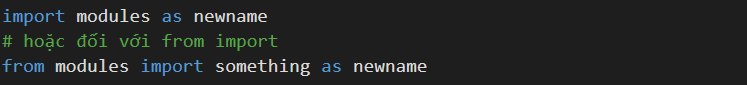 import modules as newname
# hoặc đối với from import
from modules import something as newname